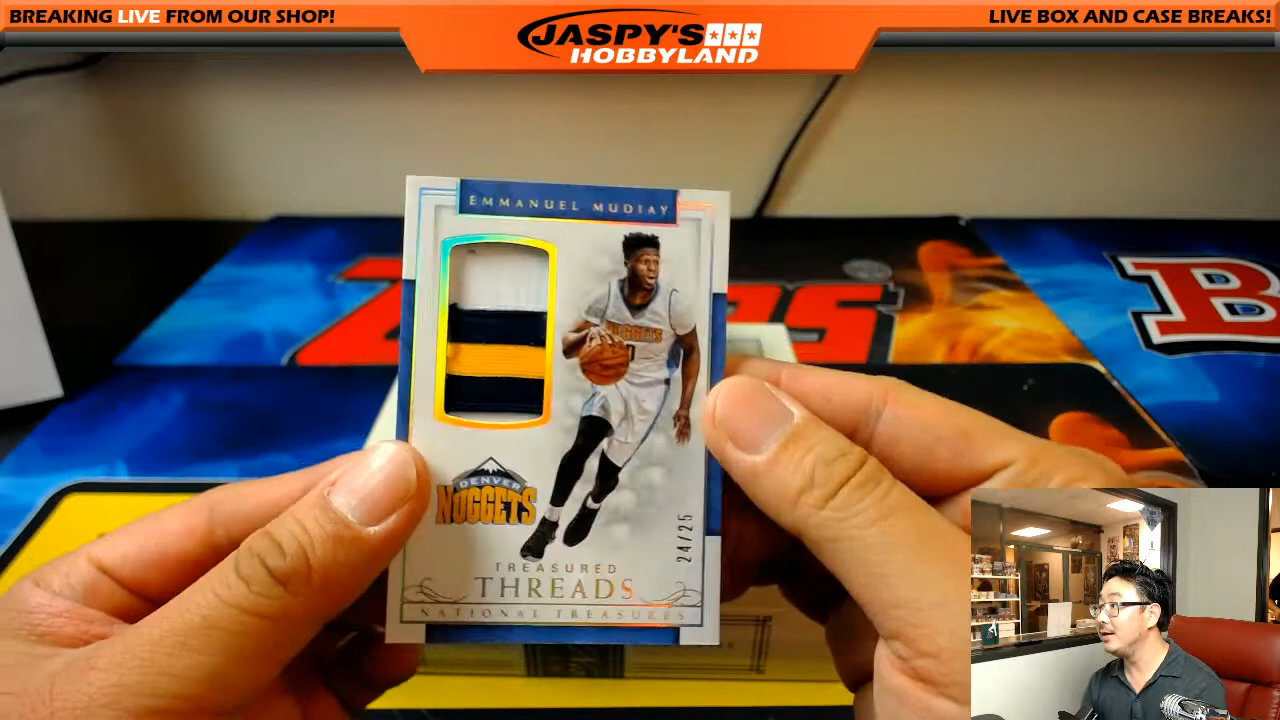 BREAKING LIVE FROM OUR SHOP!
JASPY'S
HOBBYLAND
LIVE BOX AND CASE BREAKS!
EMMANUEL MUDIAY
NUGGETS
0
DENVER
NUGGETS
24/25
TREASURED
THREADS
NATIONAL TREASURES
B